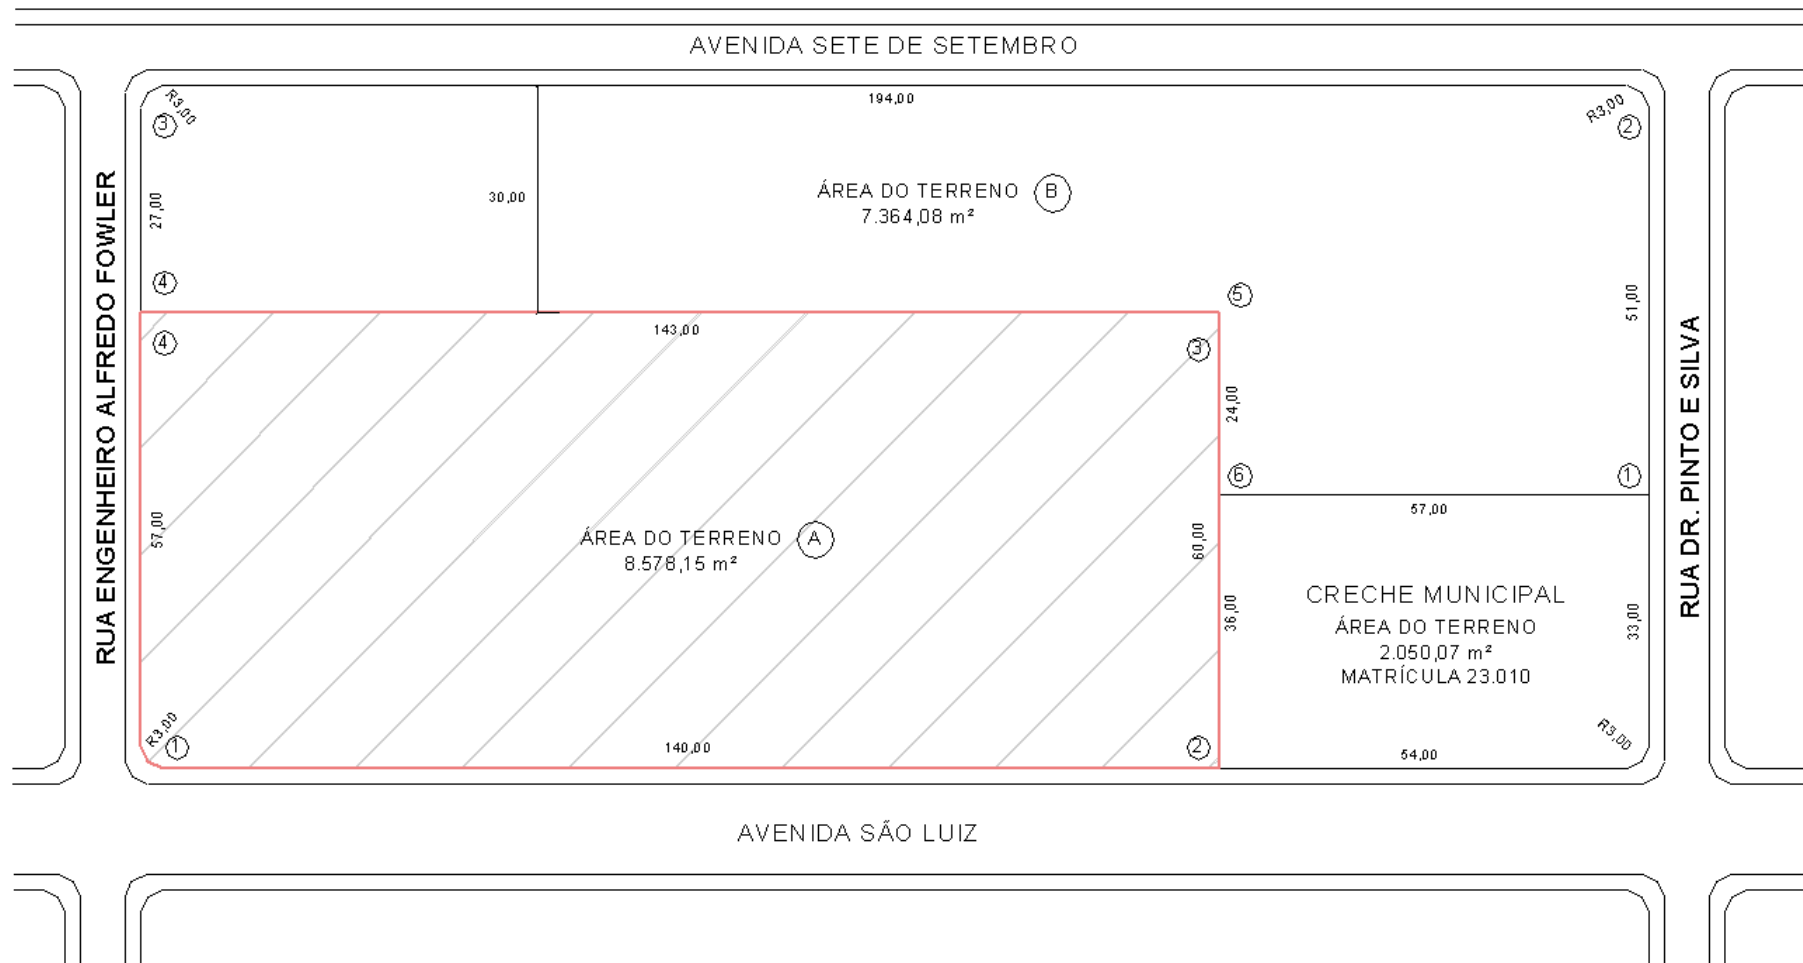 AVENIDA SETE DE SETEMBRO
R3,00
3
194,00
R3,00
2
27,00
30,00
ÁREA DO TERRENO B
7.364,08 m²
4
5
51,00
RUA ENGENHEIRO ALFREDO FOWLER
RUA DR. PINTO E SILVA
143,00
4
3
24,00
6
1
57,00
57,00
ÁREA DO TERRENO A
8.578,15 m²
60,00
36,00
CRECHE MUNICIPAL
ÁREA DO TERRENO
2.050,07 m²
MATRÍCULA 23.010
33,00
R3,00
1
140,00
2
54,00
R3,00
AVENIDA SÃO LUIZ